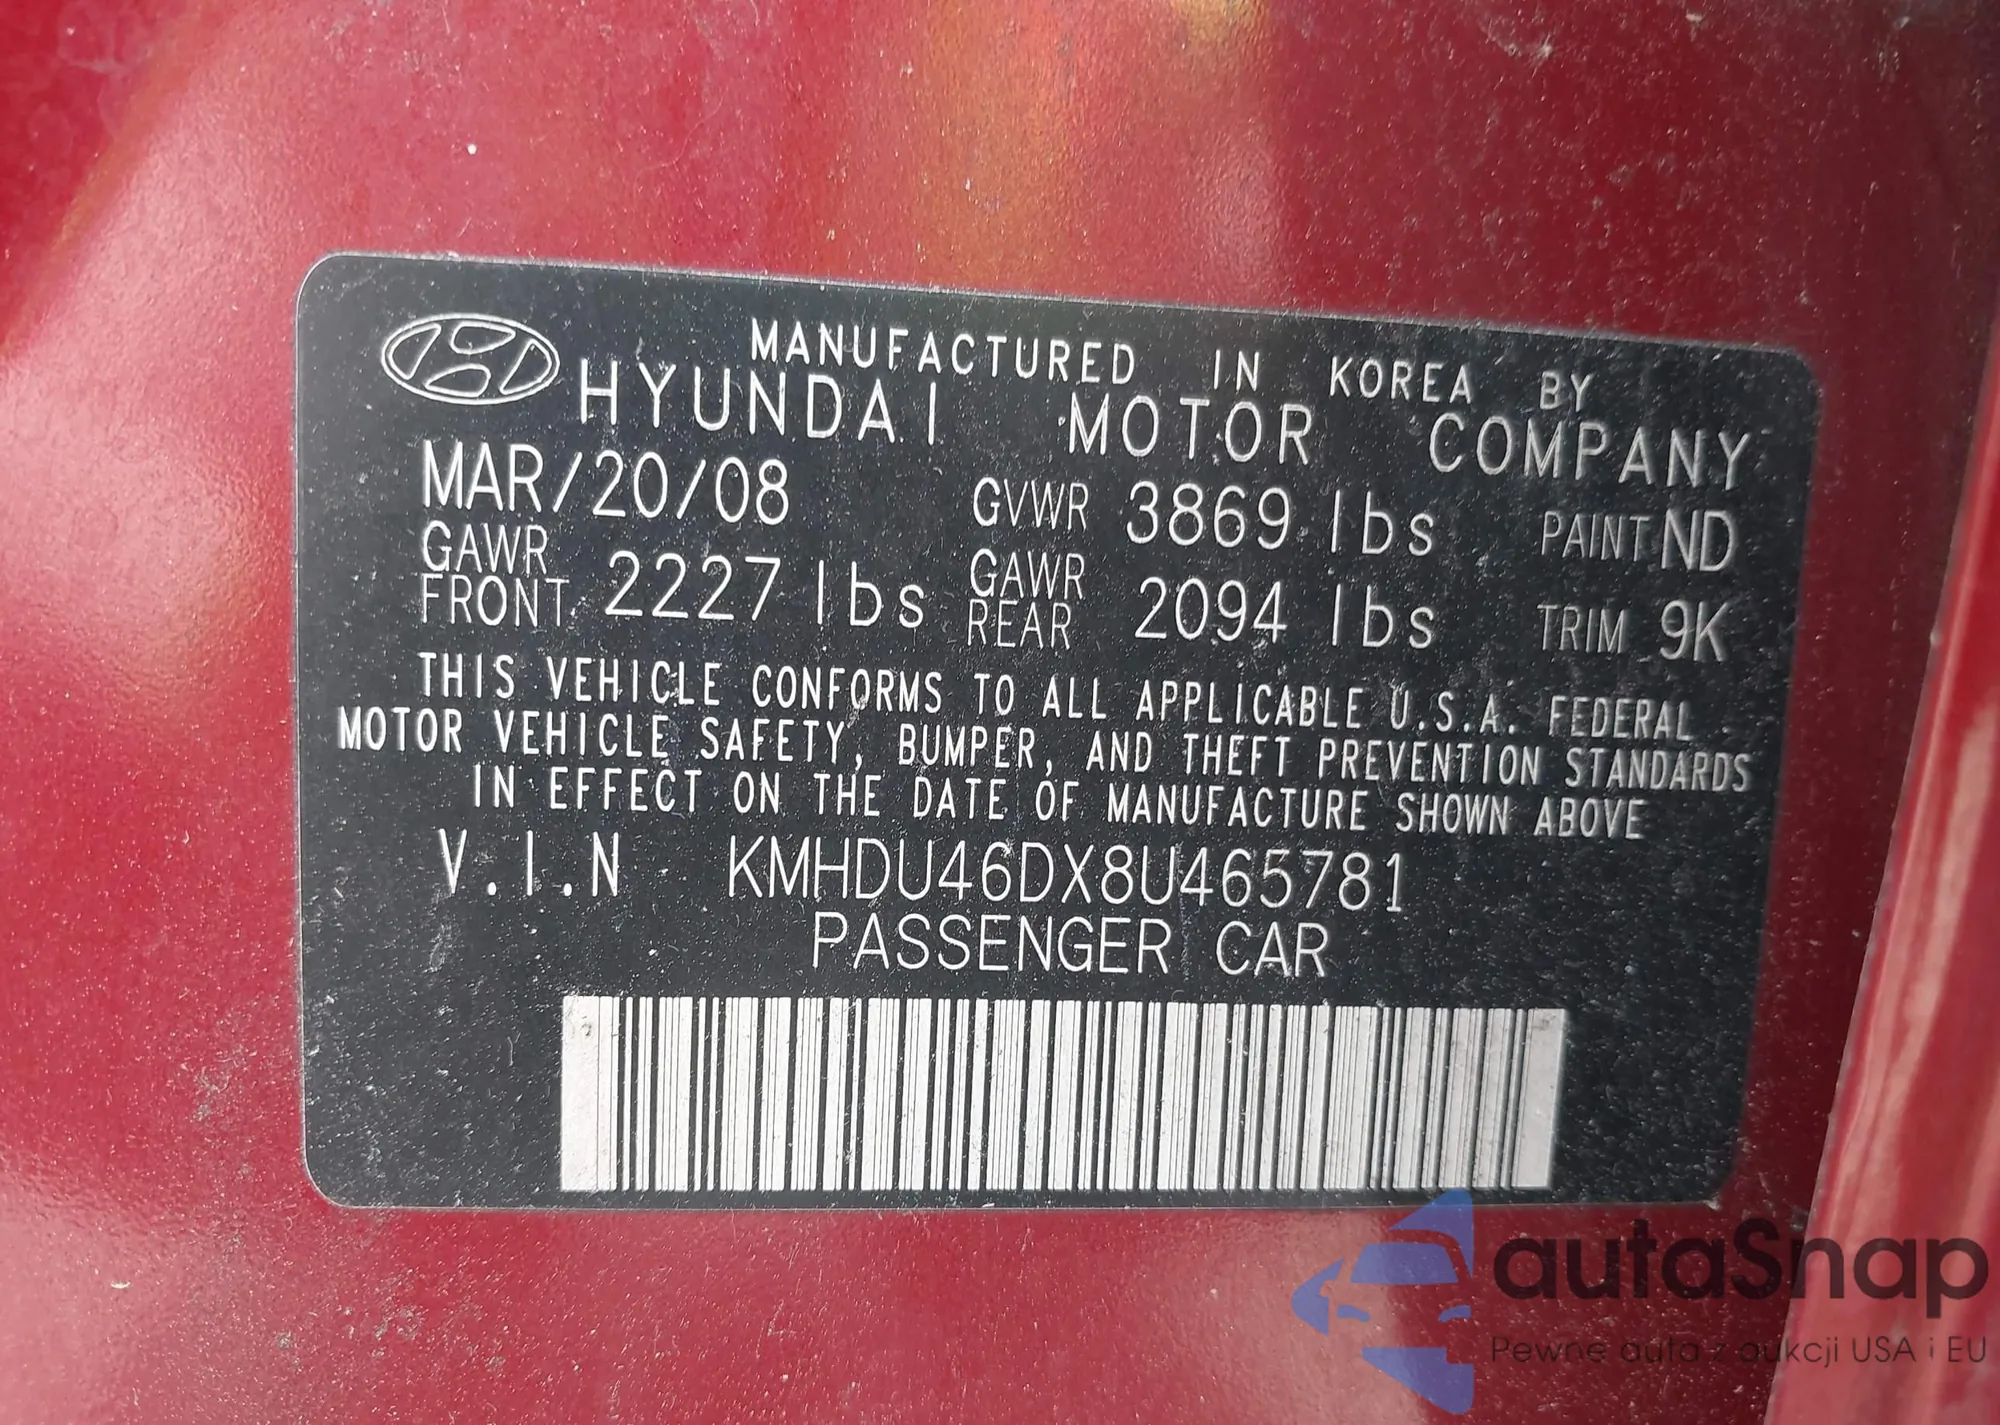 MANUFACTURED IN KOREA BY
HYUNDAI MOTOR COMPANY
MAR/20/08 GVWR 3869 lbs PAINT ND
GAWR FRONT 2227 lbs GAWR REAR 2094 lbs TRIM 9K
THIS VEHICLE CONFORMS TO ALL APPLICABLE U.S.A. FEDERAL
MOTOR VEHICLE SAFETY, BUMPER, AND THEFT PREVENTION STANDARDS
IN EFFECT ON THE DATE OF MANUFACTURE SHOWN ABOVE
V.I.N KMHDU46DX8U465781
PASSENGER CAR
autaSnap
Pewne auta z aukcji USA i EU